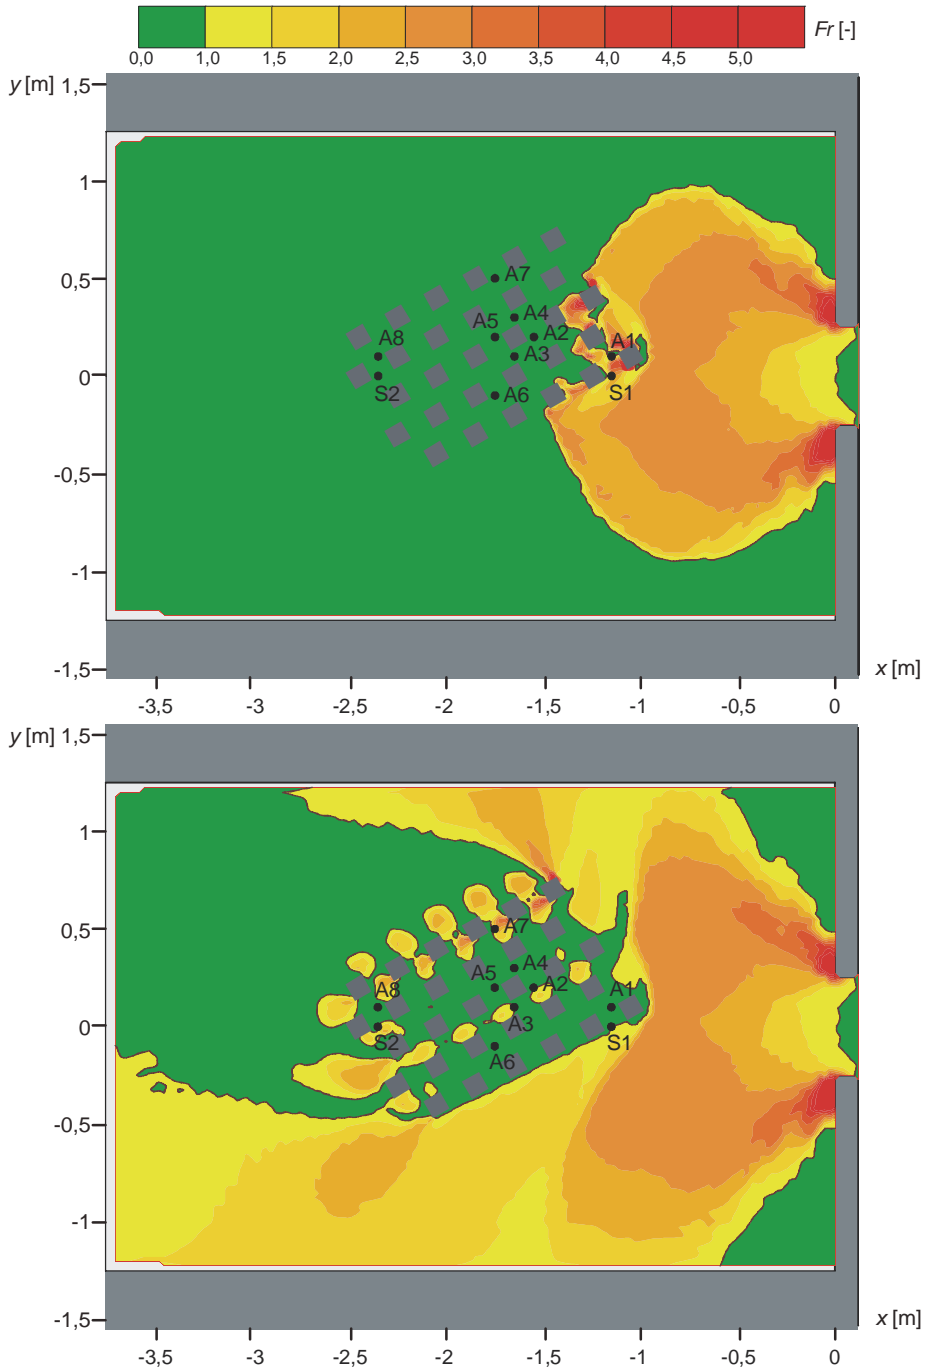 Fr [-]
0,0 1,0 1,5 2,0 2,5 3,0 3,5 4,0 4,5 5,0
y [m] 1,5
1
0.5
0
-0,5
-1
-1,5
A7
A4
A5 A2
A8 A3 A1
S2 A6 S1
x [m]
-3,5 -3 -2,5 -2 -1,5 -1 -0,5 0
y [m] 1,5
1
0,5
0
-0,5
-1
-1,5
A7
A4
A5 A2
A8 A3 A1
S2 A6 S1
x [m]
-3,5 -3 -2,5 -2 -1,5 -1 -0,5 0